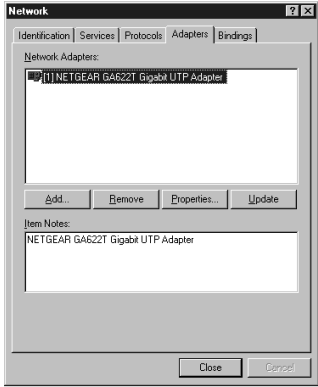 Network
Identification Services Protocols Adapters Bindings
Network Adapters:
[1] NETGEAR GA622T Gigabit UTP Adapter
Add... Remove Properties... Update
Item Notes:
NETGEAR GA622T Gigabit UTP Adapter
Close Cancel